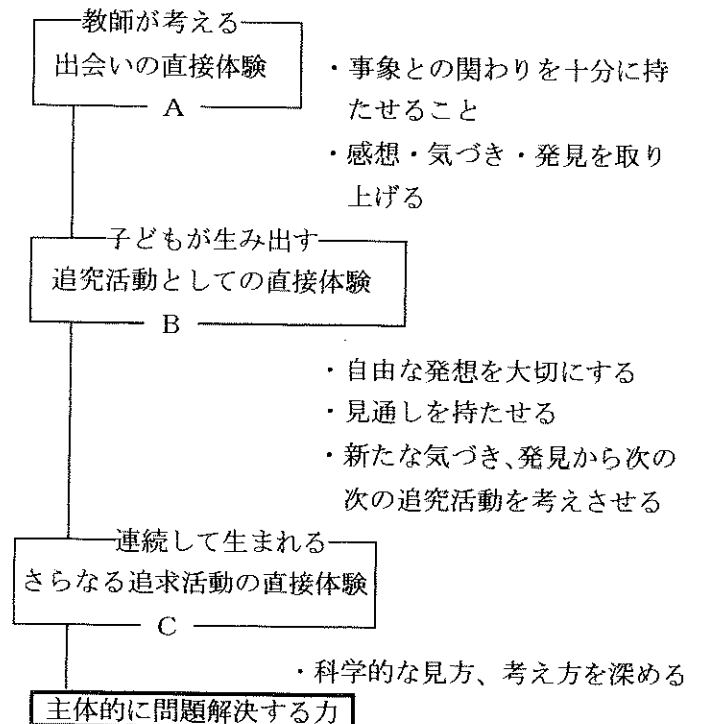 教師が考える
出会いの直接体験
A
・事象との関わりを十分に持
たせること
・感想・気づき・発見を取り
上げる
子どもが生み出す
追究活動としての直接体験
B
・自由な発想を大切にする
・見通しを持たせる
・新たな気づき、発見から次の
次の追究活動を考えさせる
連続して生まれる
さらなる追求活動の直接体験
C
・科学的な見方、考え方を深める
主体的に問題解決する力